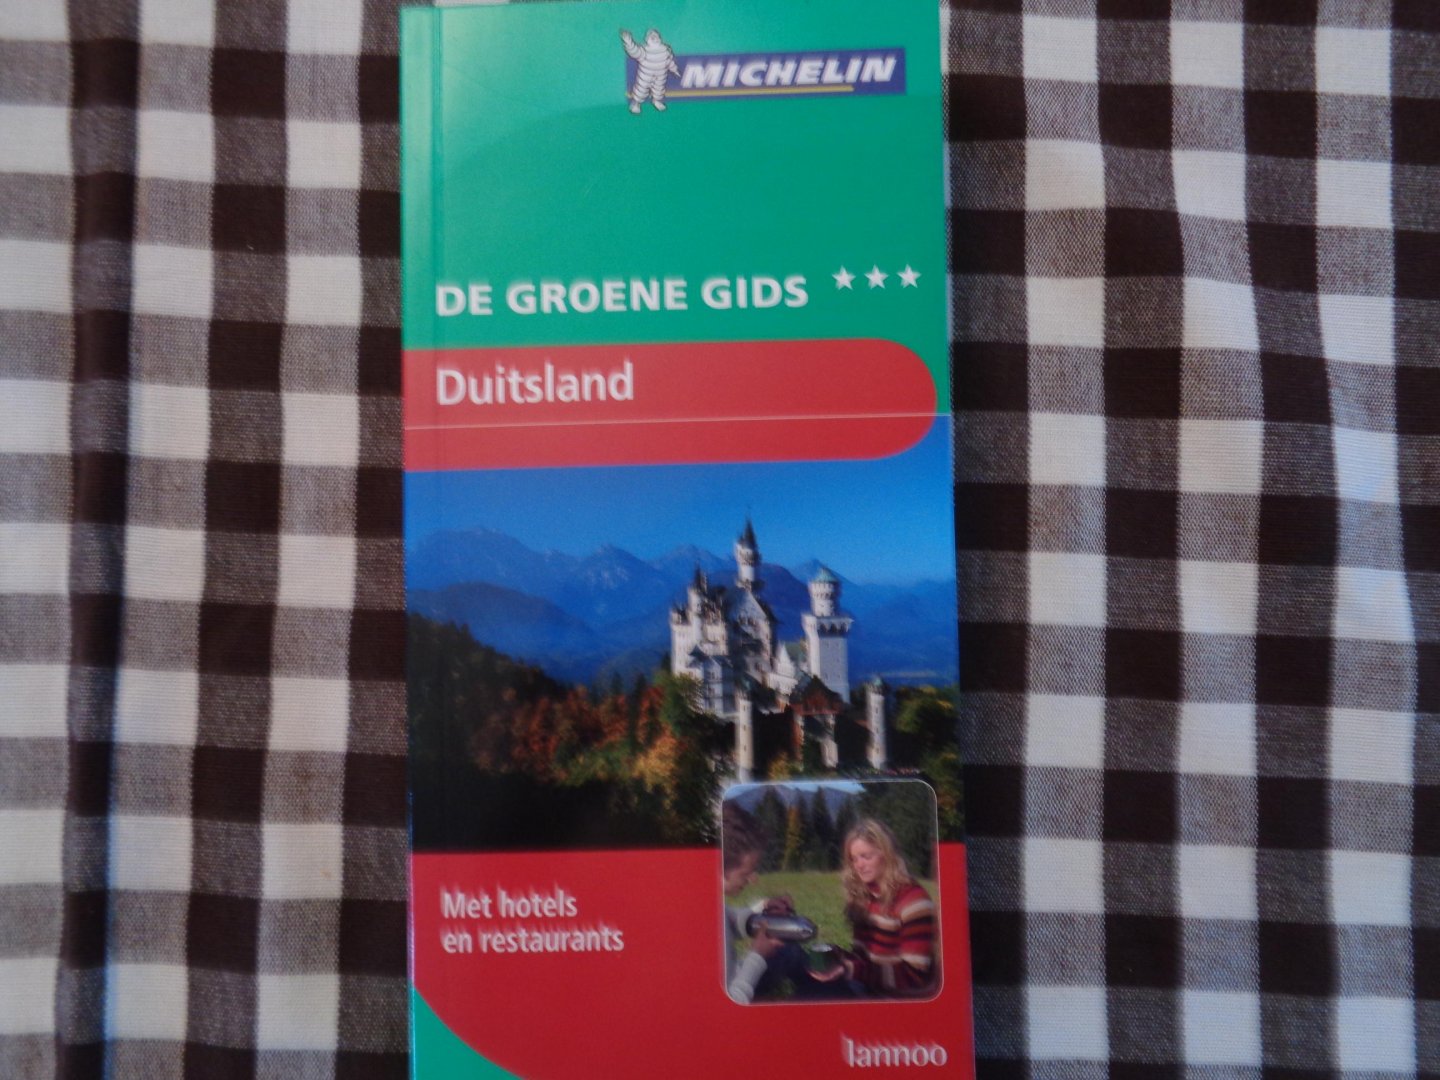 MICHELIN
DE GROENE GIDS ★★★
Duitsland
Met hotels
en restaurants
lannoo